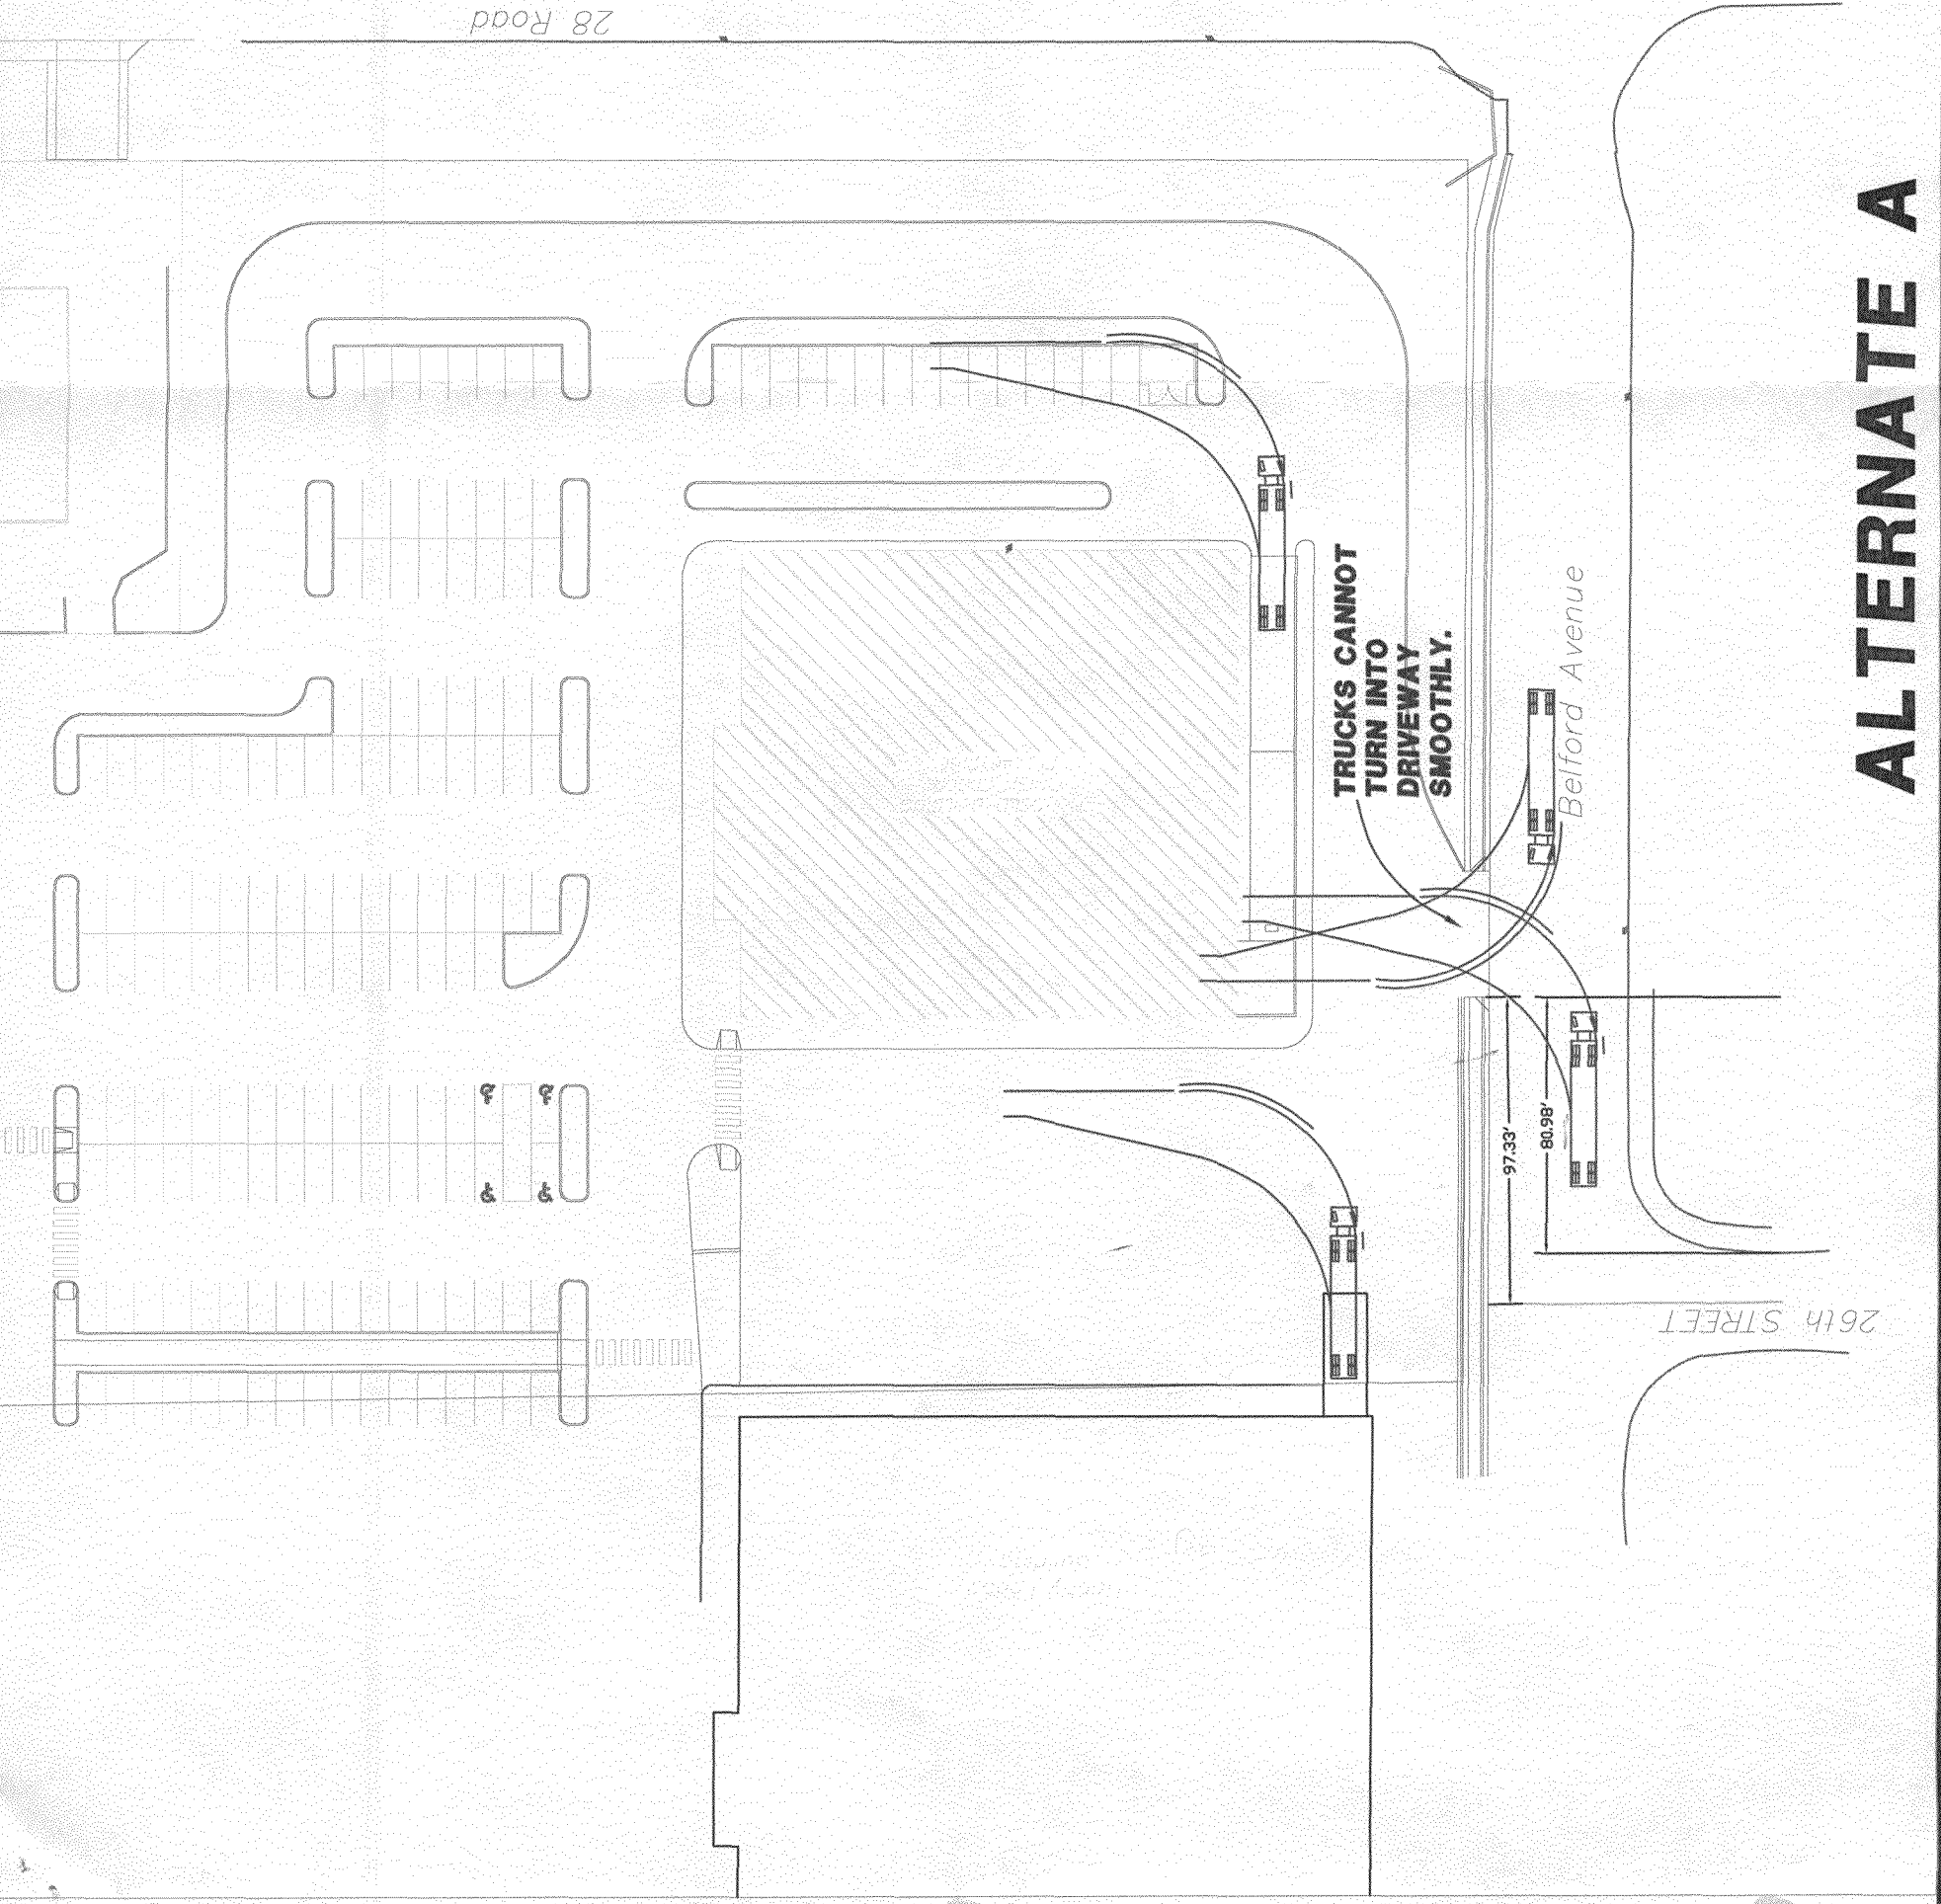 28 Road
ALTERNATE A
TRUCKS CANNOT
TURN INTO
DRIVEWAY
SMOOTHLY.
Belford Avenue
97.33'
80.98'
26th STREET